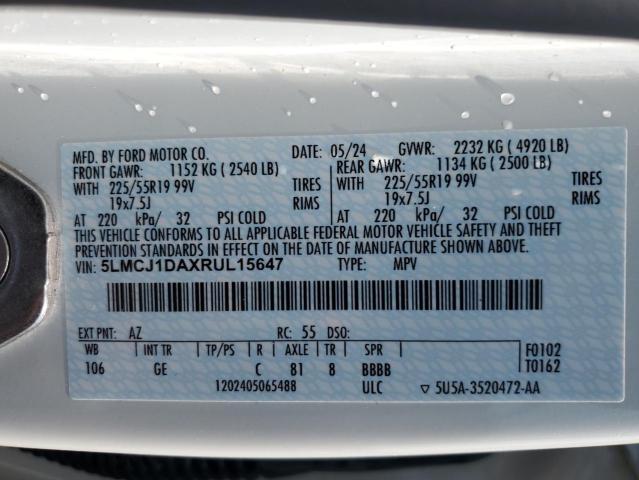 MFD. BY FORD MOTOR CO.
DATE: 05/24 GVWR: 2232 KG ( 4920 LB)
FRONT GAWR: 1152 KG ( 2540 LB) REAR GAWR: 1134 KG ( 2500 LB)
WITH 225/55R19 99V TIRES WITH 225/55R19 99V TIRES
19x7.5J RIMS 19x7.5J RIMS
AT 220 kPa/ 32 PSI COLD AT 220 kPa/ 32 PSI COLD
THIS VEHICLE CONFORMS TO ALL APPLICABLE FEDERAL MOTOR VEHICLE SAFETY AND THEFT
PREVENTION STANDARDS IN EFFECT ON THE DATE OF MANUFACTURE SHOWN ABOVE.
VIN: 5LMCJ1DAXRUL15647 TYPE: MPV
EXT PNT: AZ RC: 55 DSO:
WB INT TR TP/PS R AXLE TR SPR F0102
106 GE C 81 8 BBBB T0162
1202405065488 ULC ▽ 5U5A-3520472-AA